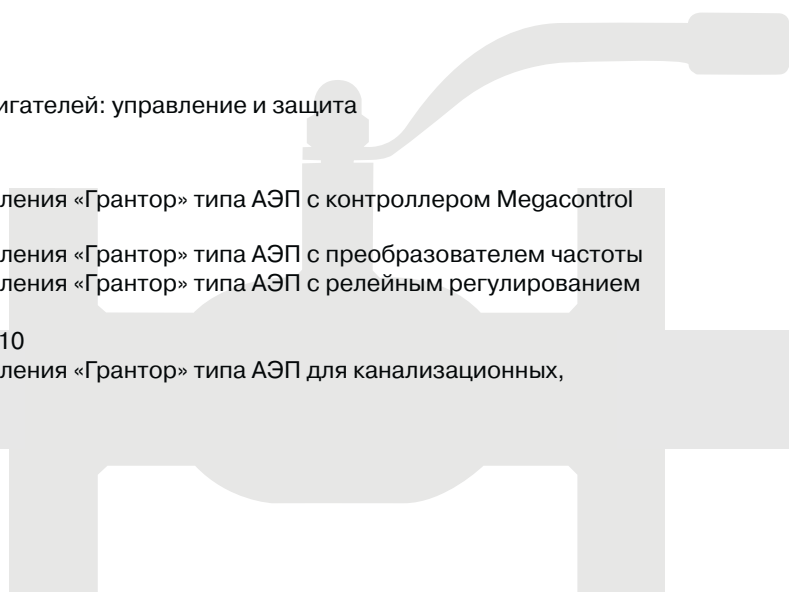 игателей: управление и защита
ления «Грантор» типа АЭП с контроллером Megacontrol
ления «Грантор» типа АЭП с преобразователем частоты
ления «Грантор» типа АЭП с релейным регулированием
10
ления «Грантор» типа АЭП для канализационных,